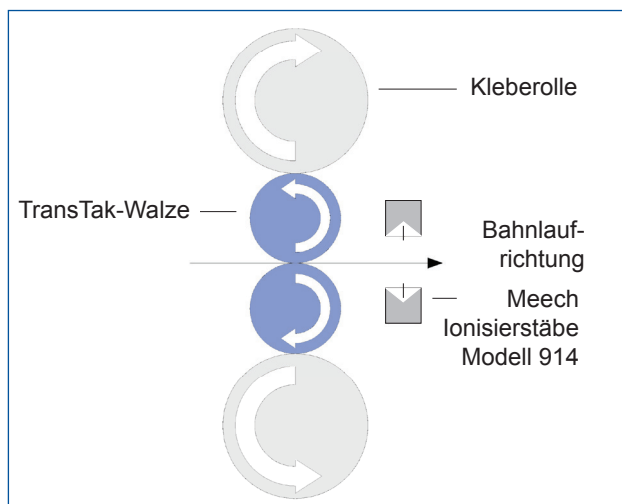 Kleberolle
TransTak-Walze
Bahnlauf-
richtung
Meech
Ionisierstäbe
Modell 914